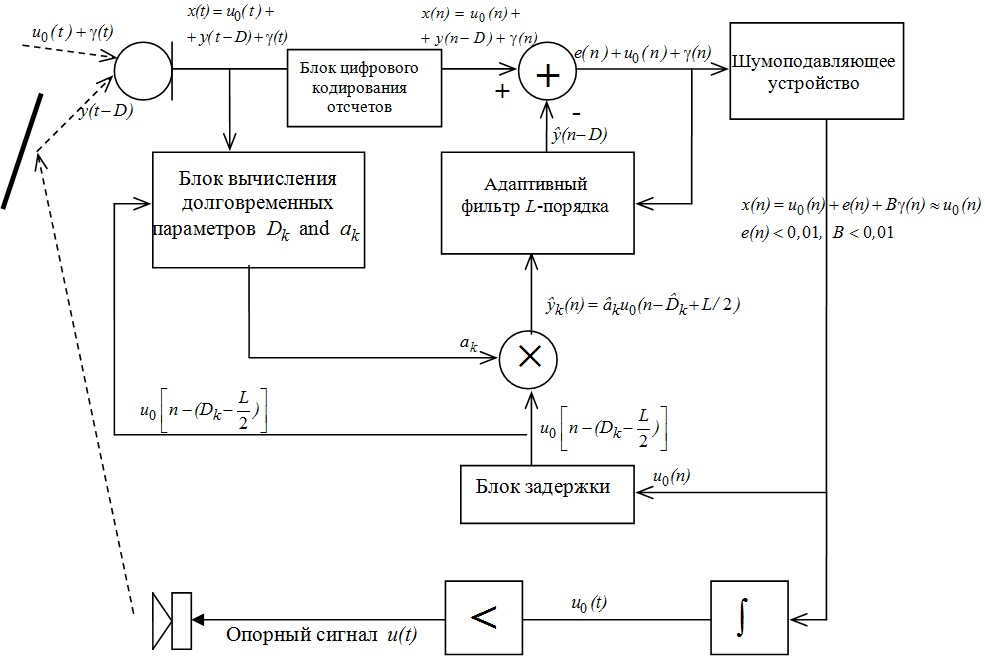 u₀(t)+γ(t)
x(t)=u₀(t)+
+y(t−D)+γ(t)
y(t−D)
Блок цифрового
кодирования
отсчетов
x(n)= u₀(n)+
+y(n−D)+γ(n)
+
+
-
e(n)+u₀(n)+γ(n)
Шумоподавляющее
устройство
ŷ(n−D)
Блок вычисления
долговременных
параметров Dₖ and aₖ
Адаптивный
фильтр L-порядка
x(n)=u₀(n)+e(n)+Bγ(n)≈u₀(n)
e(n)<0,01, B<0,01
ŷₖ(n)=âₖu₀(n−D̂ₖ+L/2)
aₖ
×
u₀[n−(Dₖ−L/2)]
u₀[n−(Dₖ−L/2)]
Блок задержки
u₀(n)
Опорный сигнал u(t)
<
u₀(t)
∫